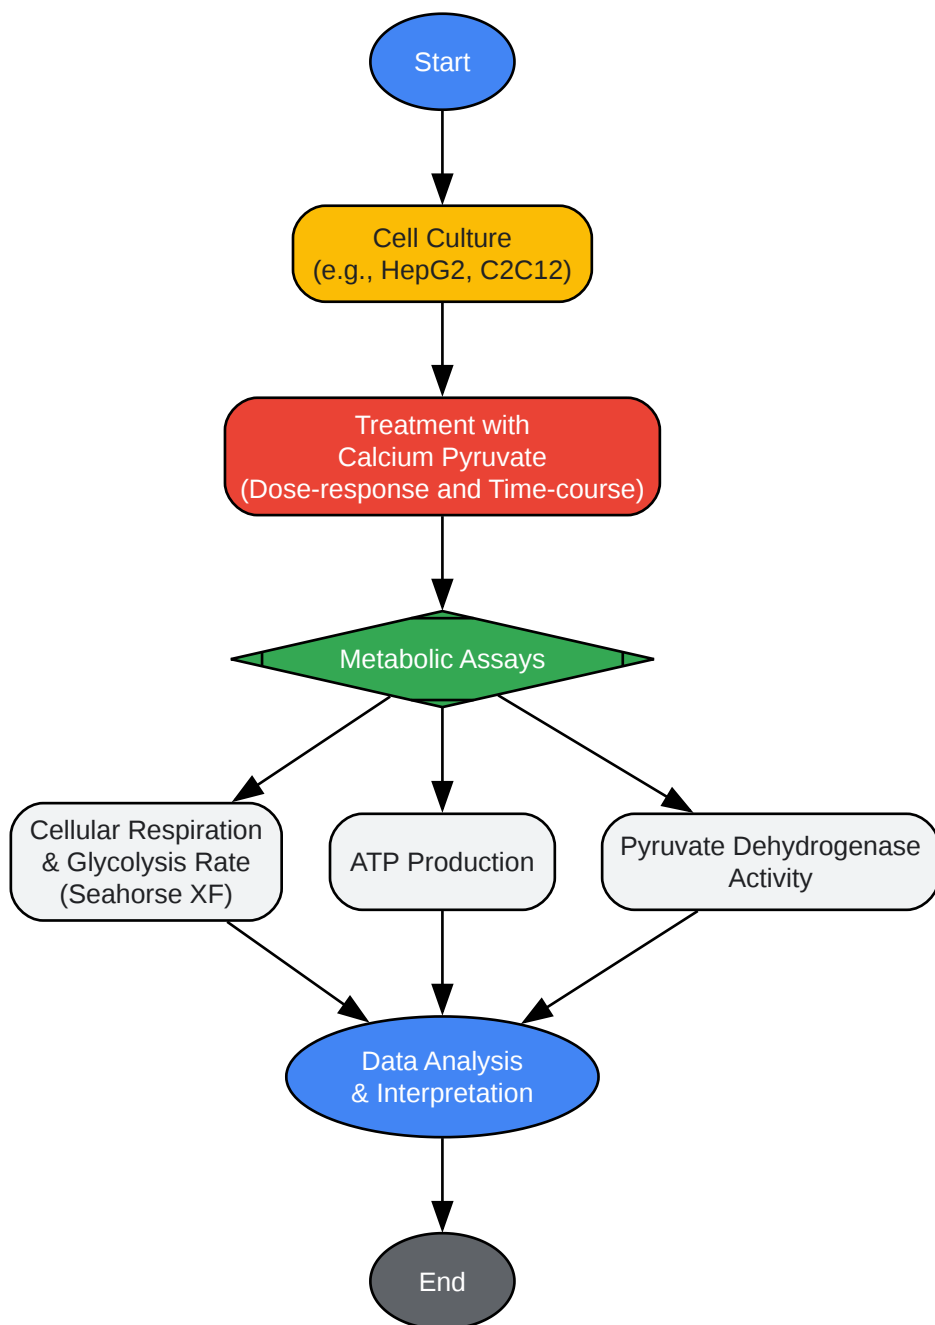 Start
Cell Culture
(e.g., HepG2, C2C12)
Treatment with
Calcium Pyruvate
(Dose-response and Time-course)
Metabolic Assays
Cellular Respiration
& Glycolysis Rate
(Seahorse XF)
ATP Production
Pyruvate Dehydrogenase
Activity
Data Analysis
& Interpretation
End